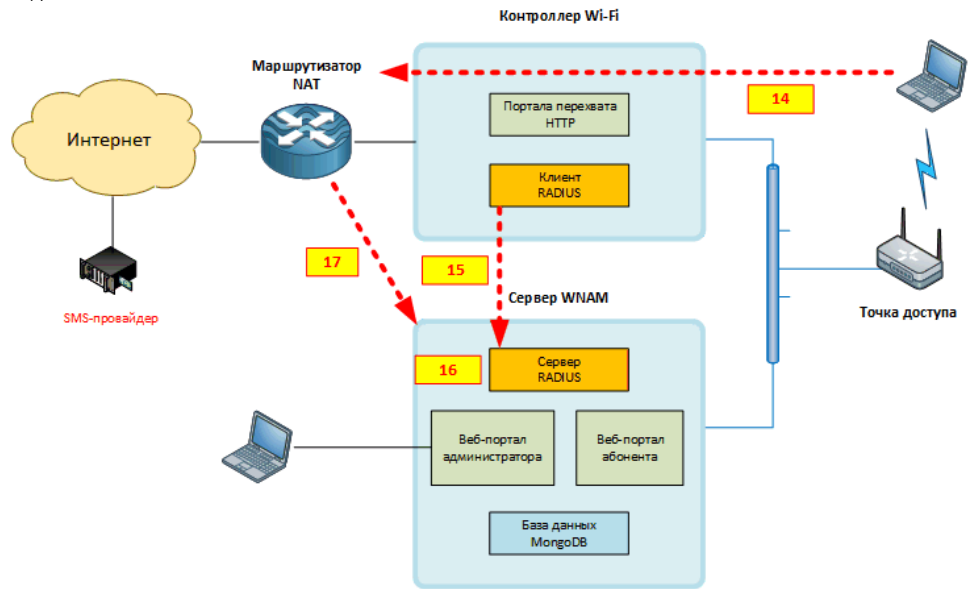 Контроллер Wi-Fi
Маршрутизатор
NAT
14
Портала перехвата
HTTP
Интернет
Клиент
RADIUS
17
15
Сервер WNAM
SMS-провайдер
Точка доступа
16
Сервер
RADIUS
Веб-портал
администратора
Веб-портал
абонента
База данных
MongoDB